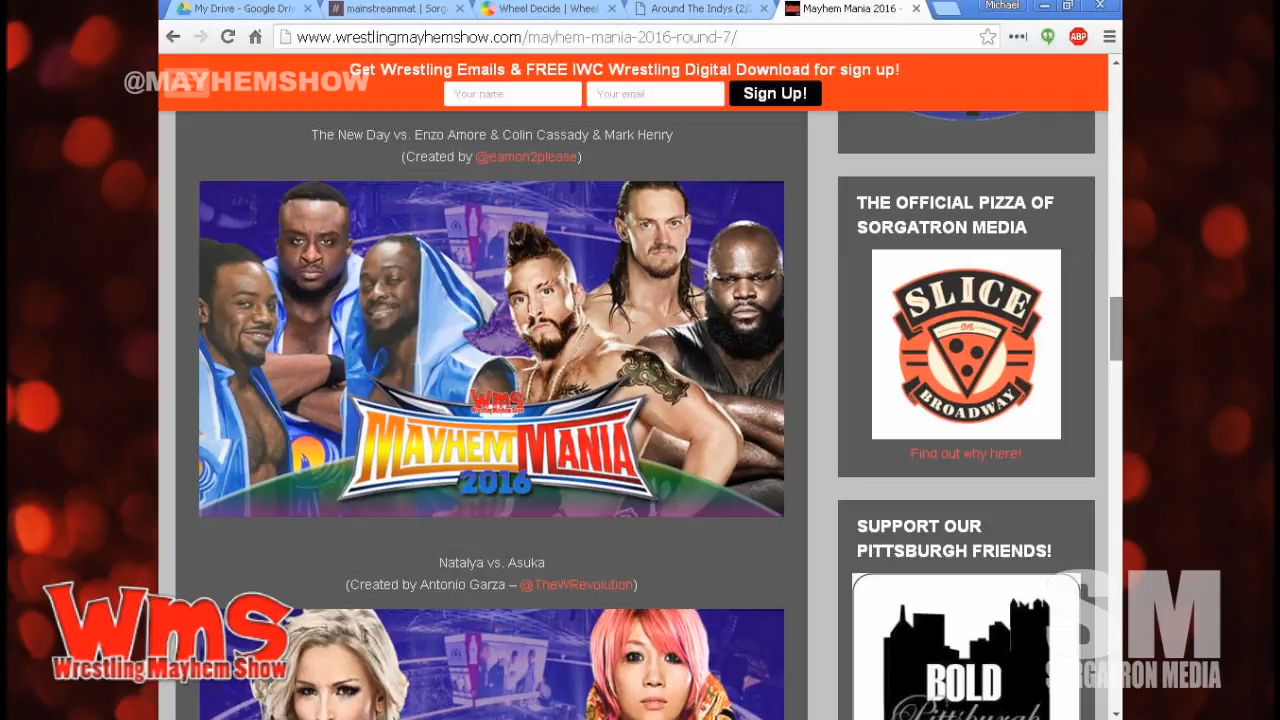 My Drive - Google Driv
mainstreammat | Sorg
Wheel Decide | Wheel
Around The Indys (2/
Mayhem Mania 2016 -
Michael
www.wrestlingmayhemshow.com/mayhem-mania-2016-round-7/
ABP
@MAYHEMSHOW
Get Wrestling Emails & FREE IWC Wrestling Digital Download for sign up!
Your name
Your email
Sign Up!
The New Day vs. Enzo Amore & Colin Cassady & Mark Henry
(Created by @eamon2please)
WMS
MAYHEMMANIA
2016
Natalya vs. Asuka
(Created by Antonio Garza – @TheWRevolution)
THE OFFICIAL PIZZA OF
SORGATRON MEDIA
SLICE
ON
BROADWAY
Find out why here!
SUPPORT OUR
PITTSBURGH FRIENDS!
BOLD
Pittsburgh
WMS
Wrestling Mayhem Show
SM
SORGATRON MEDIA